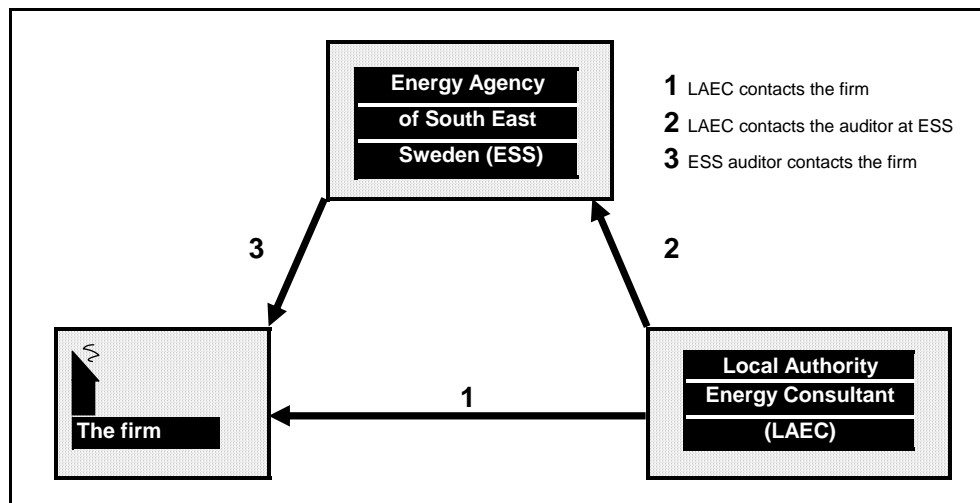 Energy Agency
of South East
Sweden (ESS)
1 LAEC contacts the firm
2 LAEC contacts the auditor at ESS
3 ESS auditor contacts the firm
3
2
The firm
1
Local Authority
Energy Consultant
(LAEC)